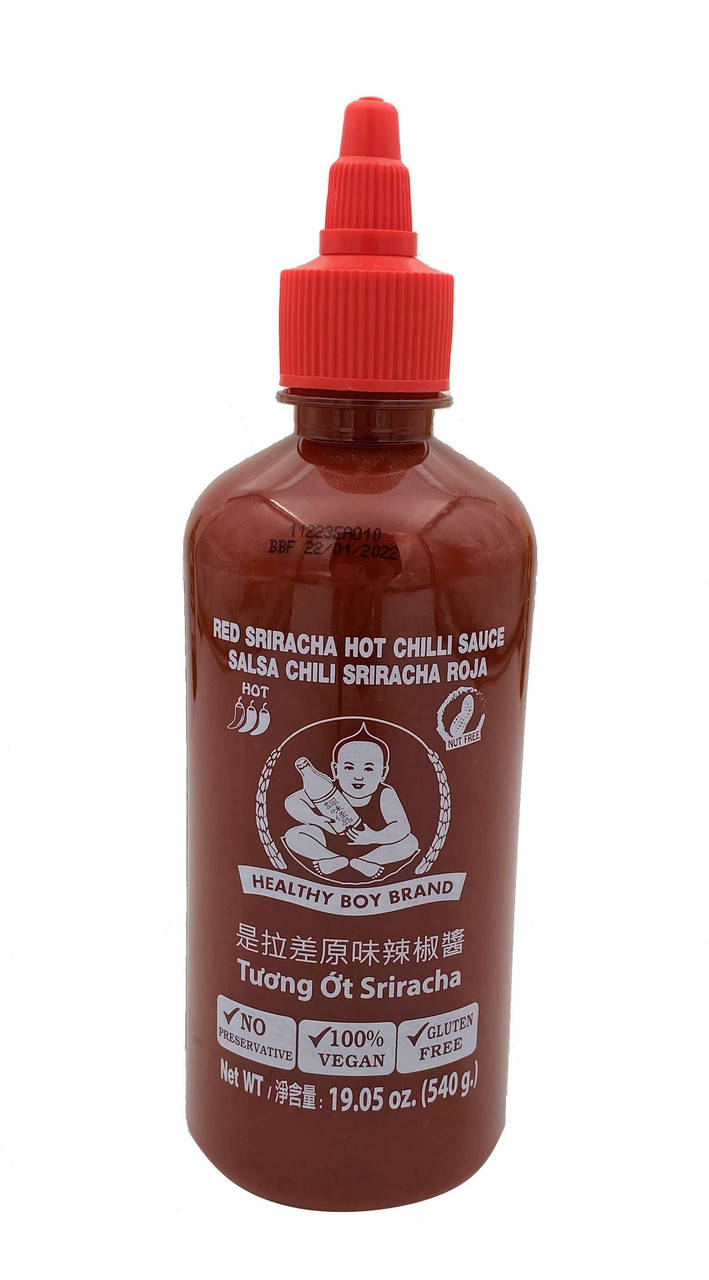 11223EA010
BBF 22/01/2022
RED SRIRACHA HOT CHILLI SAUCE
SALSA CHILI SRIRACHA ROJA
HOT
NUT FREE
HEALTHY BOY BRAND
是拉差原味辣椒醬
Tương Ớt Sriracha
NO
PRESERVATIVE
100%
VEGAN
GLUTEN
FREE
Net WT / 淨含量 : 19.05 oz. (540 g.)